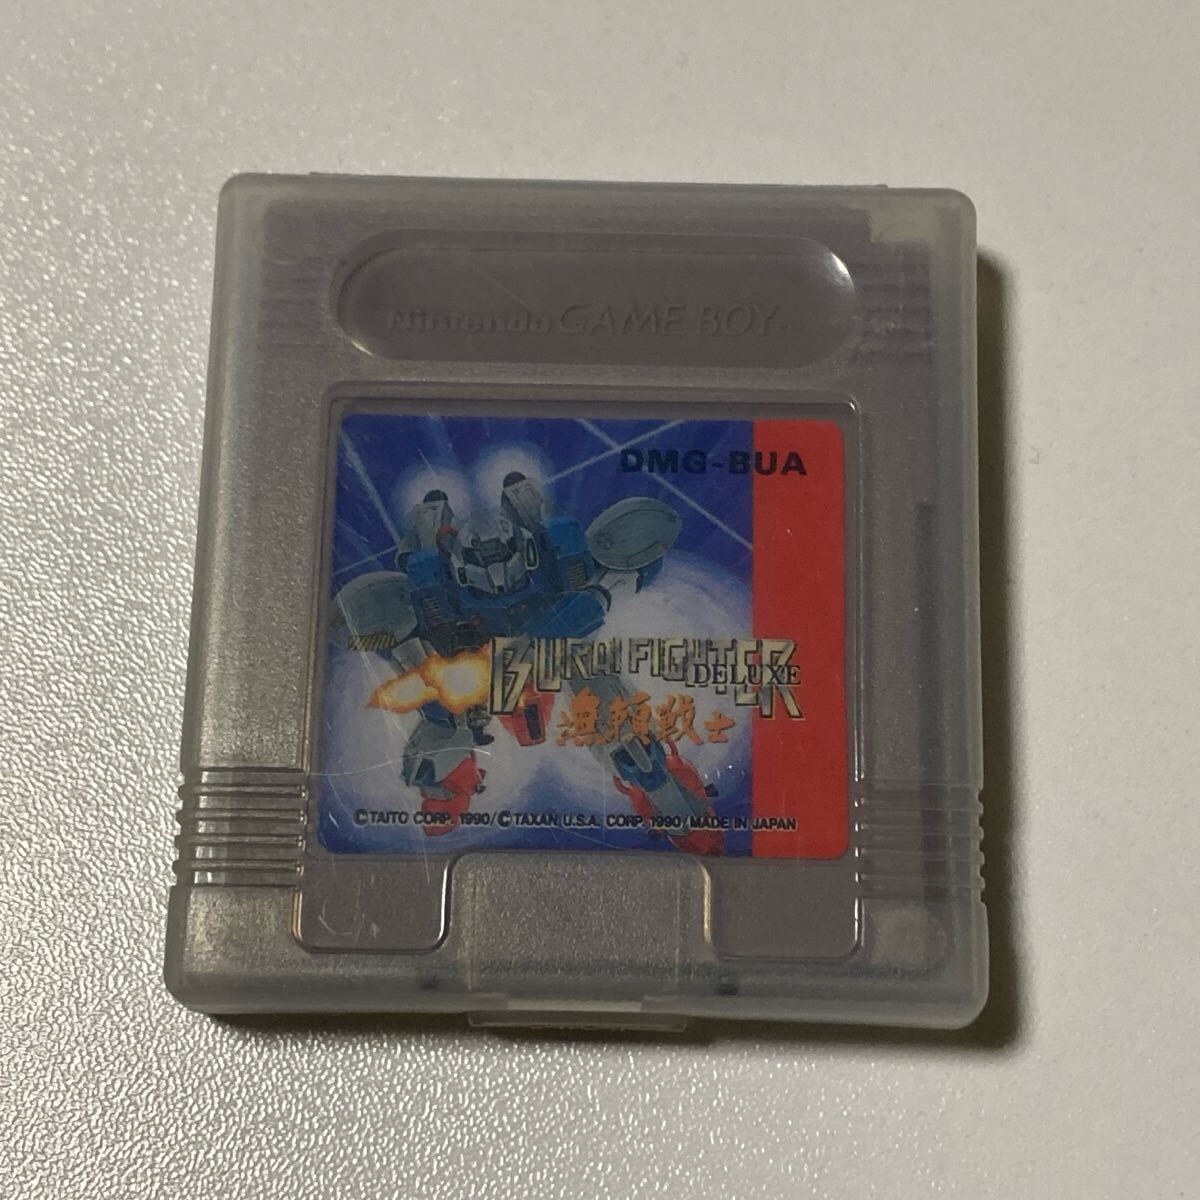 Nintendo GAME BOY
DMG-BUA
BURAI FIGHTER
DELUXE
無頼戦士
©TAITO CORP. 1990/©TAXAN U.S.A. CORP. 1990/MADE IN JAPAN